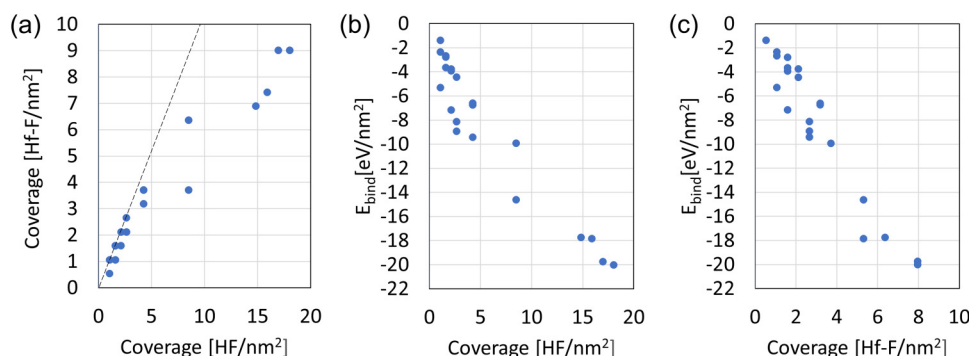 (a)
Coverage [Hf-F/nm²]
10
9
8
7
6
5
4
3
2
1
0
0 5 10 15 20
Coverage [HF/nm²]
(b)
E_bind[eV/nm²]
-0
-2
-4
-6
-8
-10
-12
-14
-16
-18
-20
-22
0 5 10 15 20
Coverage [HF/nm²]
(c)
E_bind[eV/nm²]
-0
-2
-4
-6
-8
-10
-12
-14
-16
-18
-20
-22
0 2 4 6 8 10
Coverage [Hf-F/nm²]